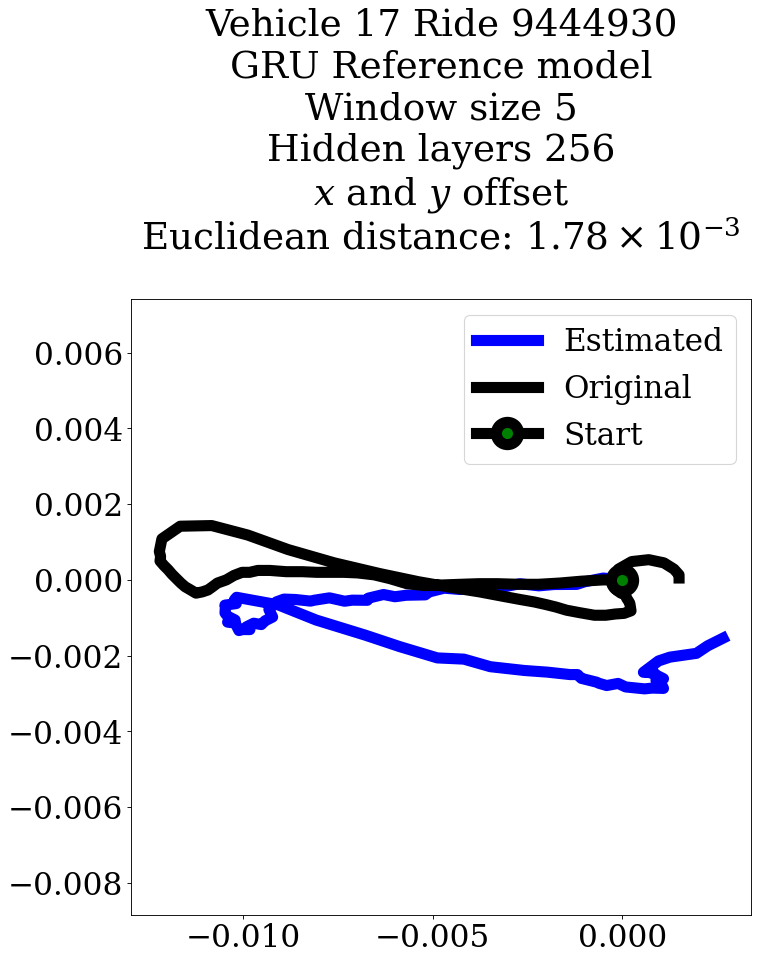 Vehicle 17 Ride 9444930
GRU Reference model
Window size 5
Hidden layers 256
x and y offset
Euclidean distance: 1.78 × 10⁻³
Estimated
Original
Start
0.006
0.004
0.002
0.000
−0.002
−0.004
−0.006
−0.008
−0.010 −0.005 0.000